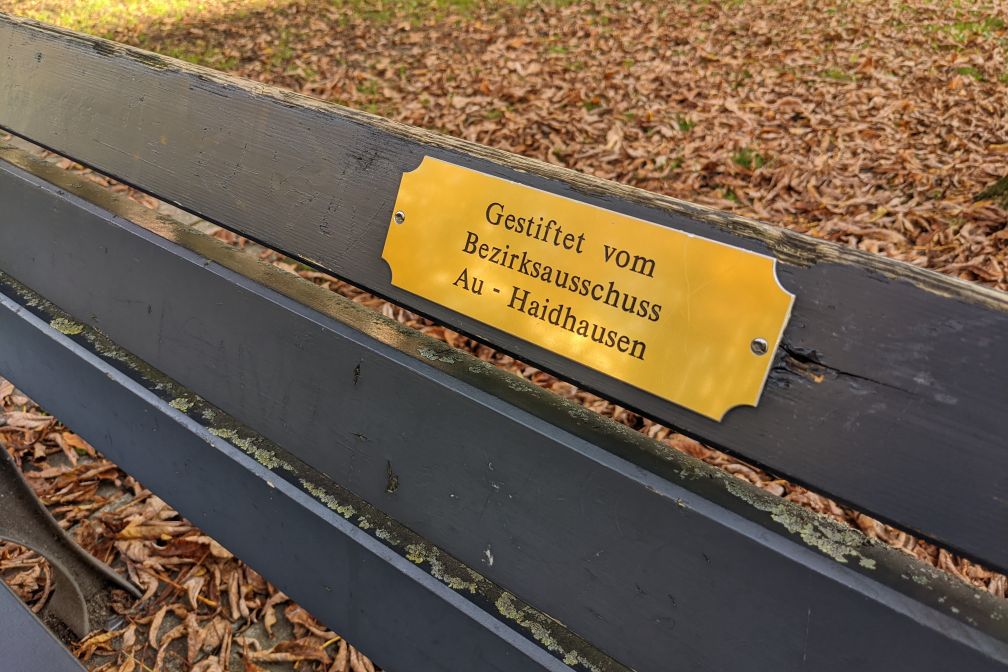 Gestiftet vom
Bezirksausschuss
Au - Haidhausen